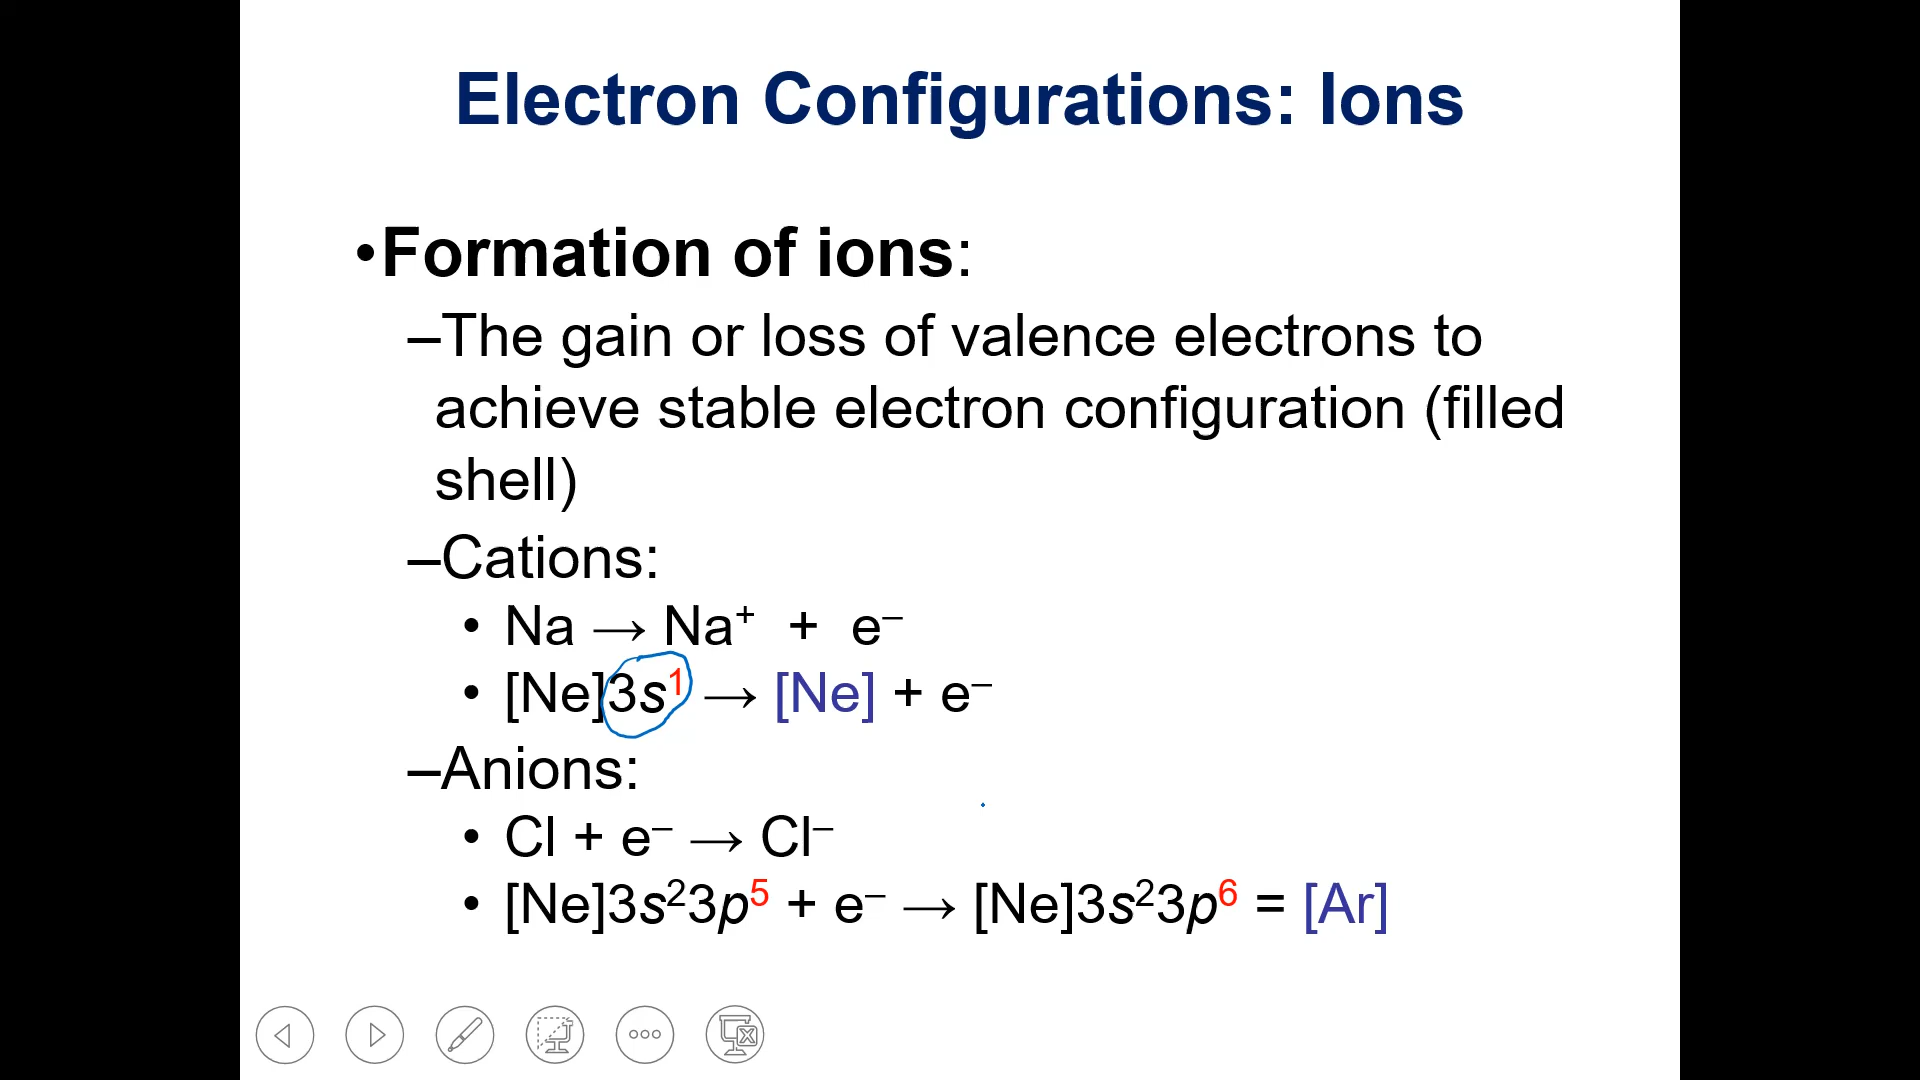 Electron Configurations: Ions
•Formation of ions:
–The gain or loss of valence electrons to
achieve stable electron configuration (filled
shell)
–Cations:
• Na → Na⁺ + e⁻
• [Ne]3s¹ → [Ne] + e⁻
–Anions:
• Cl + e⁻ → Cl⁻
• [Ne]3s²3p⁵ + e⁻ → [Ne]3s²3p⁶ = [Ar]